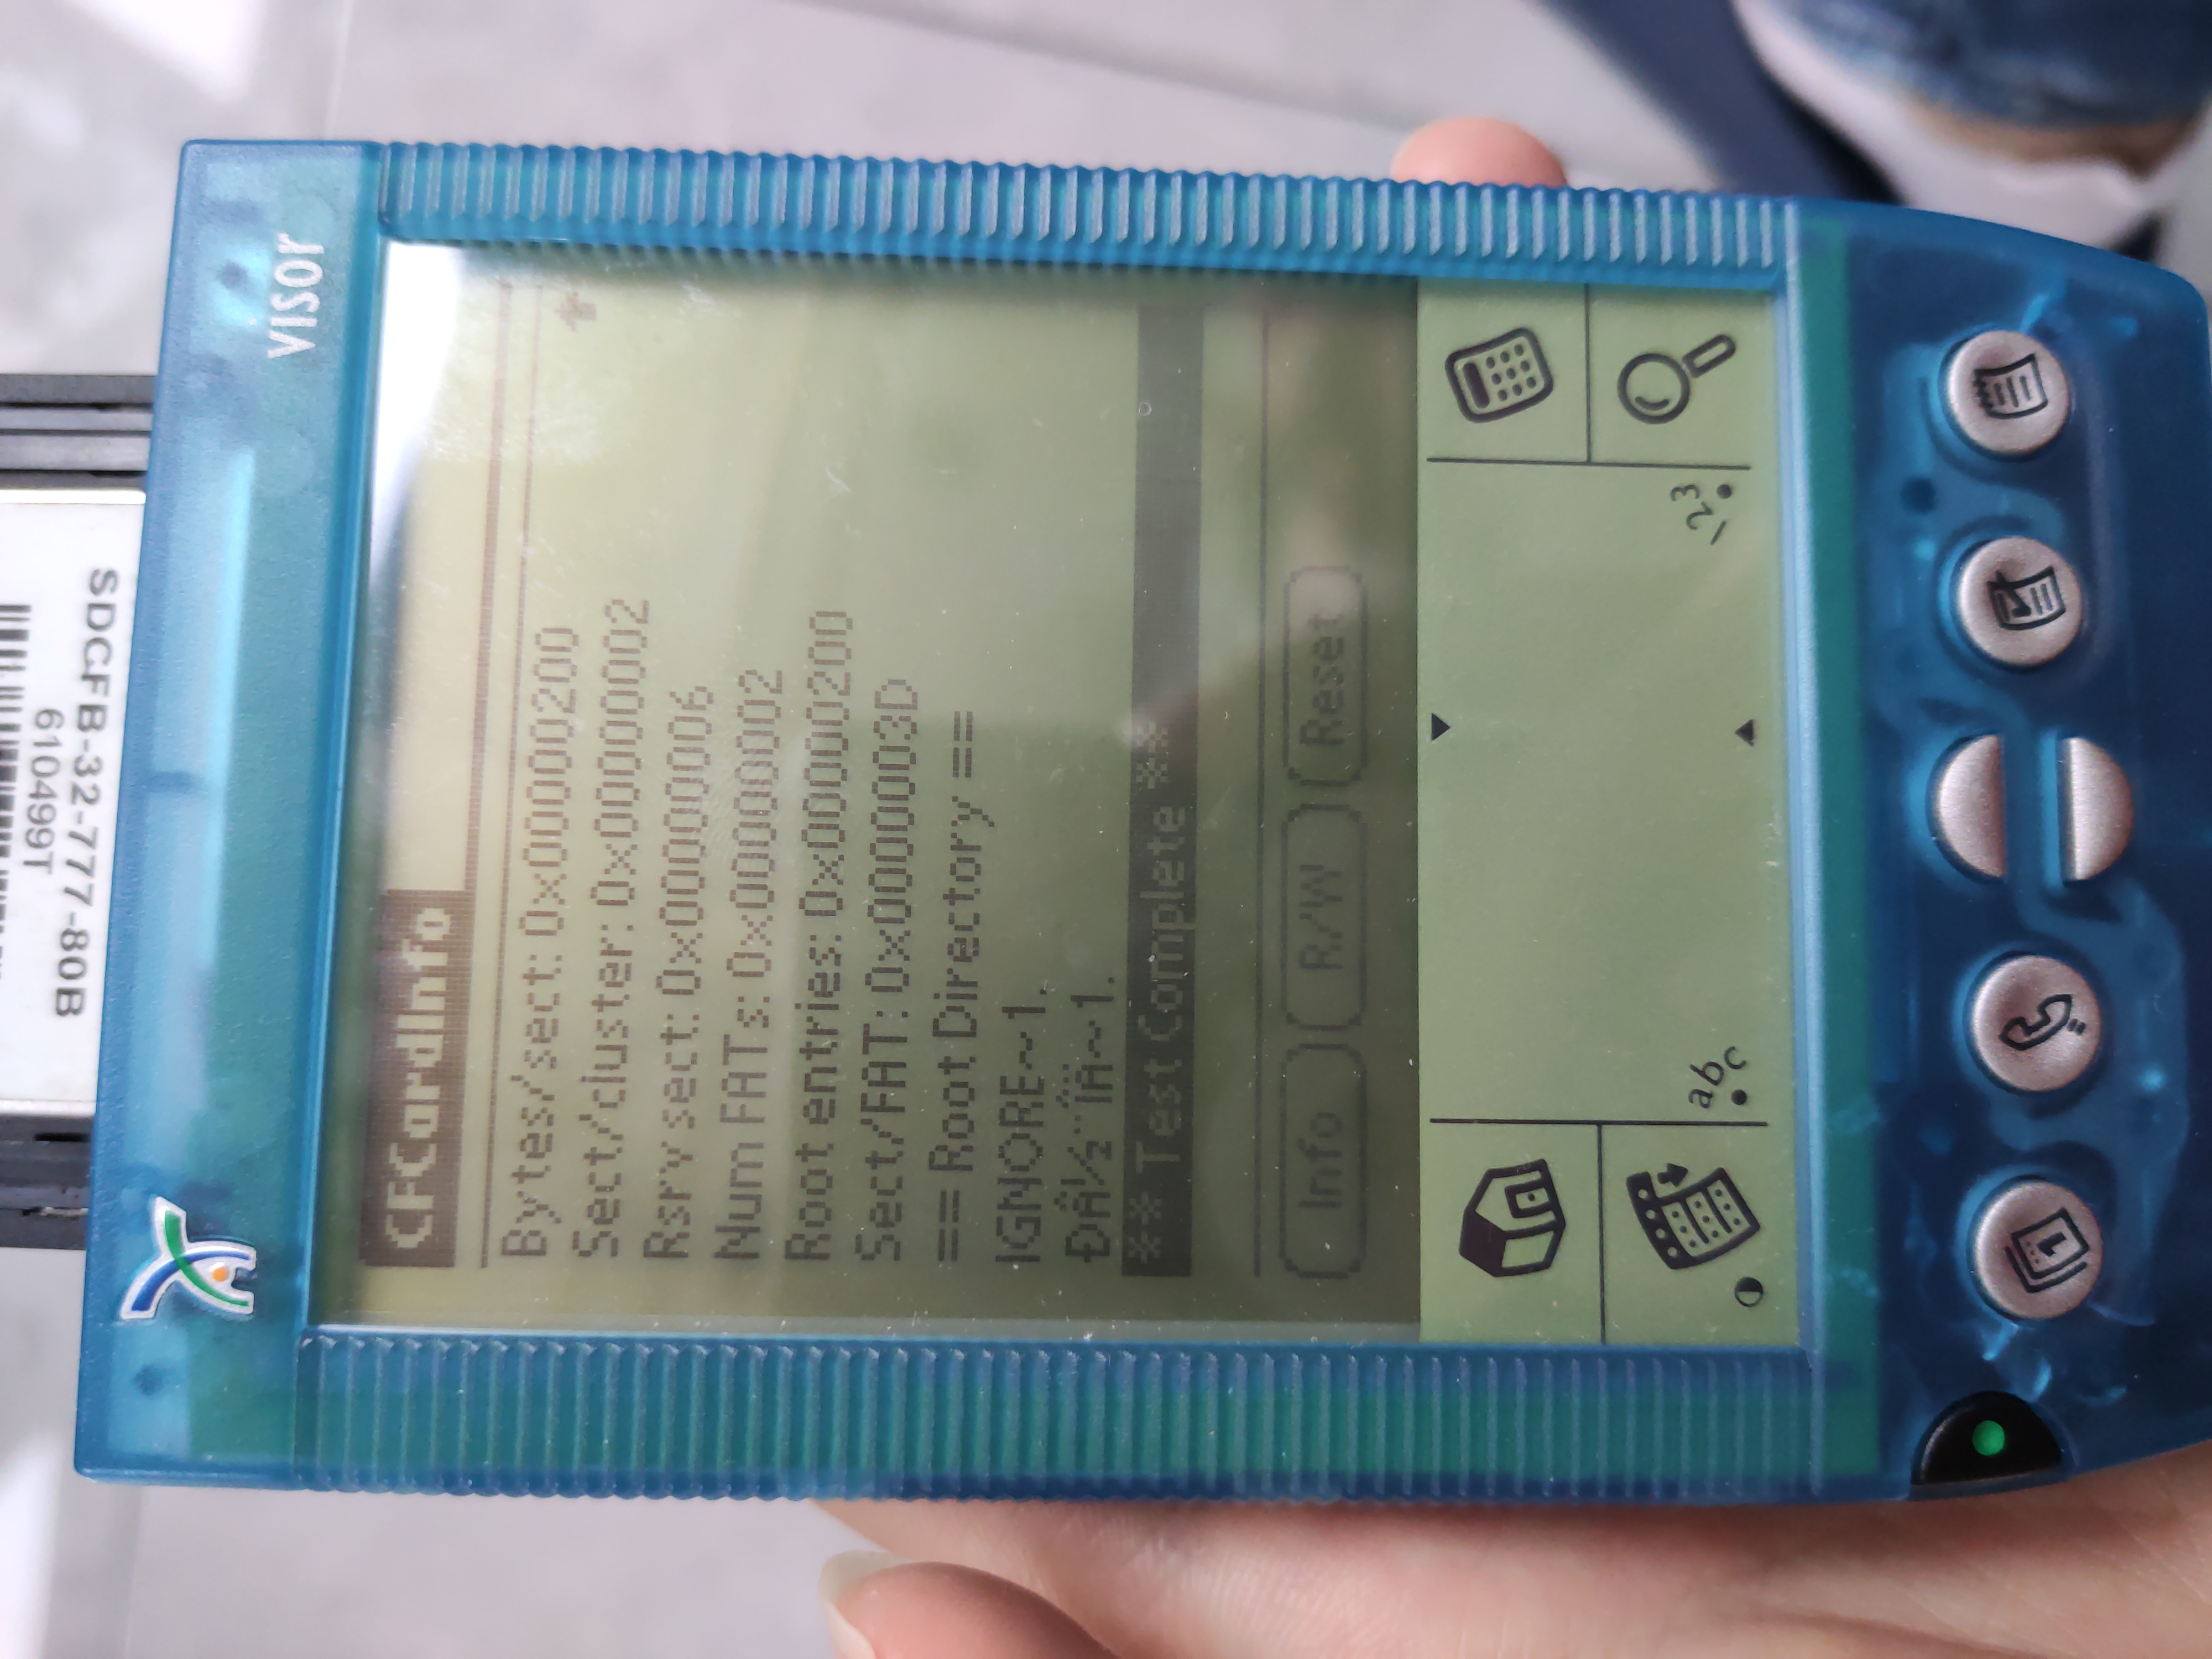 610499T
SDCFB-32-777-80B
VISOR
CFCardInfo
Bytes/sect: 0x00000200
Sect/cluster: 0x00000002
Rsrv sect: 0x00000006
Num FATs: 0x00000002
Root entries: 0x00000200
Sect/FAT: 0x0000003D
== Root Directory ==
IGNORE~1.
ÐÂ½¨ÎÄ~1.
** Test Complete **
Info R/W Reset
abc
123
1